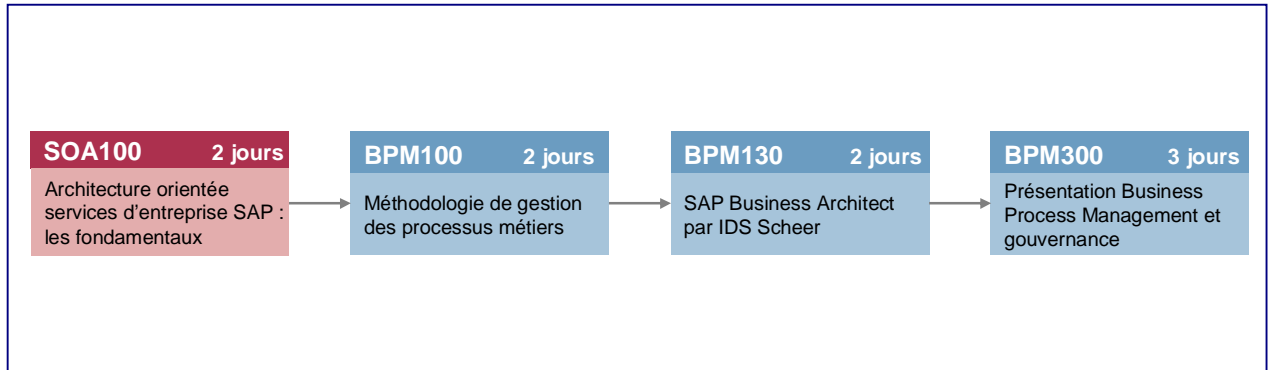 SOA100 2 jours
Architecture orientée
services d'entreprise SAP :
les fondamentaux
BPM100 2 jours
Méthodologie de gestion
des processus métiers
BPM130 2 jours
SAP Business Architect
par IDS Scheer
BPM300 3 jours
Présentation Business
Process Management et
gouvernance